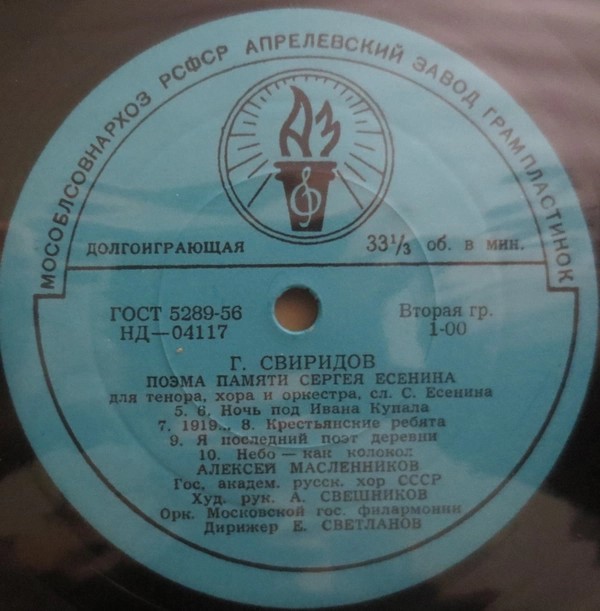 МОСОБЛСОВНАРХОЗ РСФСР АПРЕЛЕВСКИЙ ЗАВОД ГРАМПЛАСТИНОК
АЗ
ДОЛГОИГРАЮЩАЯ 33⅓ об. в мин.
ГОСТ 5289-56 Вторая гр.
НД—04117 1-00
Г. СВИРИДОВ
ПОЭМА ПАМЯТИ СЕРГЕЯ ЕСЕНИНА
для тенора, хора и оркестра, сл. С. Есенина
5. 6. Ночь под Ивана Купала
7. 1919... 8. Крестьянские ребята
9. Я последний поэт деревни
10. Небо — как колокол
АЛЕКСЕЙ МАСЛЕННИКОВ
Гос. академ. русск. хор СССР
Худ. рук. А. СВЕШНИКОВ
Орк. Московской гос. филармонии
Дирижер Е. СВЕТЛАНОВ